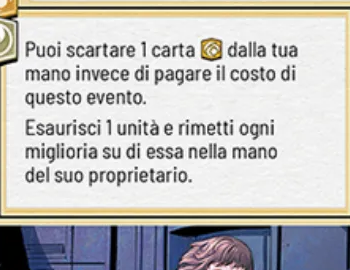 Puoi scartare 1 carta dalla tua
mano invece di pagare il costo di
questo evento.
Esaurisci 1 unità e rimetti ogni
miglioria su di essa nella mano
del suo proprietario.